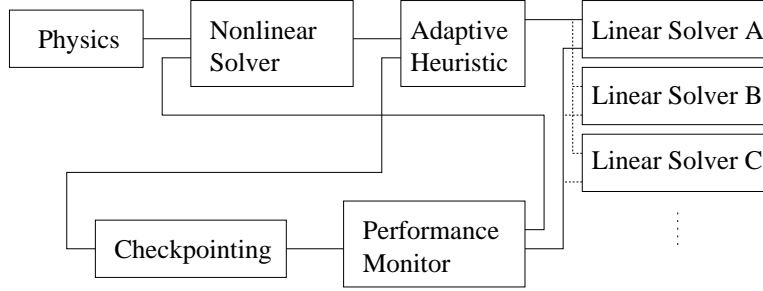 Physics
Nonlinear
Solver
Adaptive
Heuristic
Linear Solver A
Linear Solver B
Linear Solver C
Checkpointing
Performance
Monitor